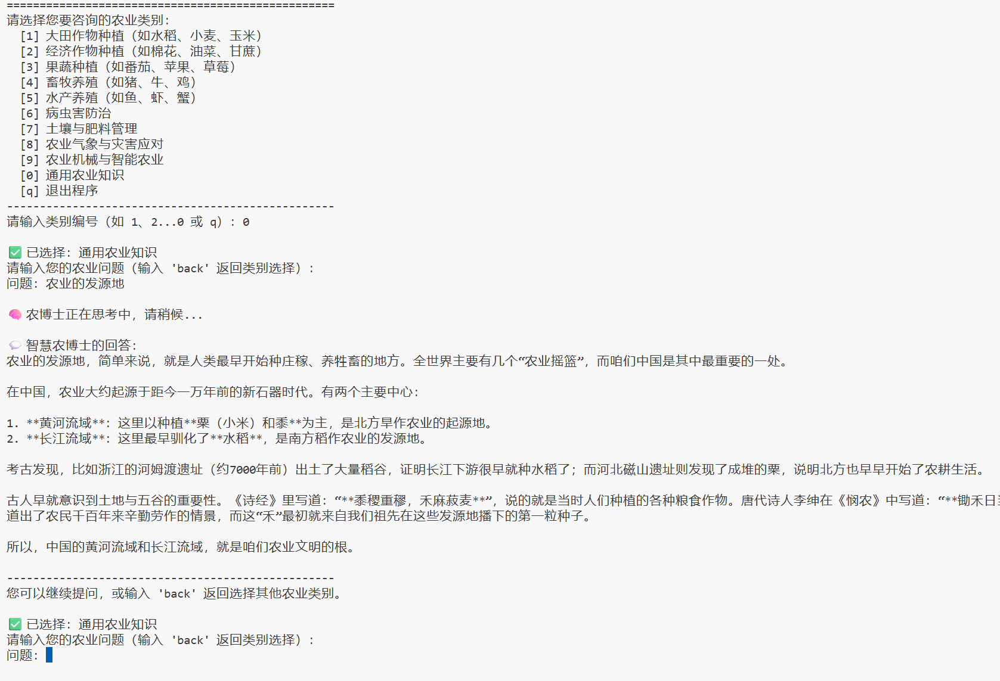 ==================================================
请选择您要咨询的农业类别：
[1] 大田作物种植（如水稻、小麦、玉米）
[2] 经济作物种植（如棉花、油菜、甘蔗）
[3] 果蔬种植（如番茄、苹果、草莓）
[4] 畜牧养殖（如猪、牛、鸡）
[5] 水产养殖（如鱼、虾、蟹）
[6] 病虫害防治
[7] 土壤与肥料管理
[8] 农业气象与灾害应对
[9] 农业机械与智能农业
[0] 通用农业知识
[q] 退出程序
--------------------------------------------------
请输入类别编号（如 1、2...0 或 q）: 0
✅ 已选择：通用农业知识
请输入您的农业问题（输入 'back' 返回类别选择）:
问题: 农业的发源地
🧠 农博士正在思考中，请稍候...
💬 智慧农博士的回答:
农业的发源地，简单来说，就是人类最早开始种庄稼、养牲畜的地方。全世界主要有几个“农业摇篮”，而咱们中国是其中最重要的一处。
在中国，农业大约起源于距今一万年前的新石器时代。有两个主要中心：
1. **黄河流域**：这里以种植**粟（小米）和黍**为主，是北方旱作农业的起源地。
2. **长江流域**：这里最早驯化了**水稻**，是南方稻作农业的发源地。
考古发现，比如浙江的河姆渡遗址（约7000年前）出土了大量稻谷，证明长江下游很早就种水稻了；而河北磁山遗址则发现了成堆的粟，说明北方也早早开始了农耕生活。
古人早就意识到土地与五谷的重要性。《诗经》里写道：“**黍稷重穋，禾麻菽麦**”，说的就是当时人们种植的各种粮食作物。唐代诗人李绅在《悯农》中写道：“**锄禾日
道出了农民千百年来辛勤劳作的情景，而这“禾”最初就来自我们祖先在这些发源地播下的第一粒种子。
所以，中国的黄河流域和长江流域，就是咱们农业文明的根。
--------------------------------------------------
您可以继续提问，或输入 'back' 返回选择其他农业类别。
✅ 已选择：通用农业知识
请输入您的农业问题（输入 'back' 返回类别选择）:
问题: